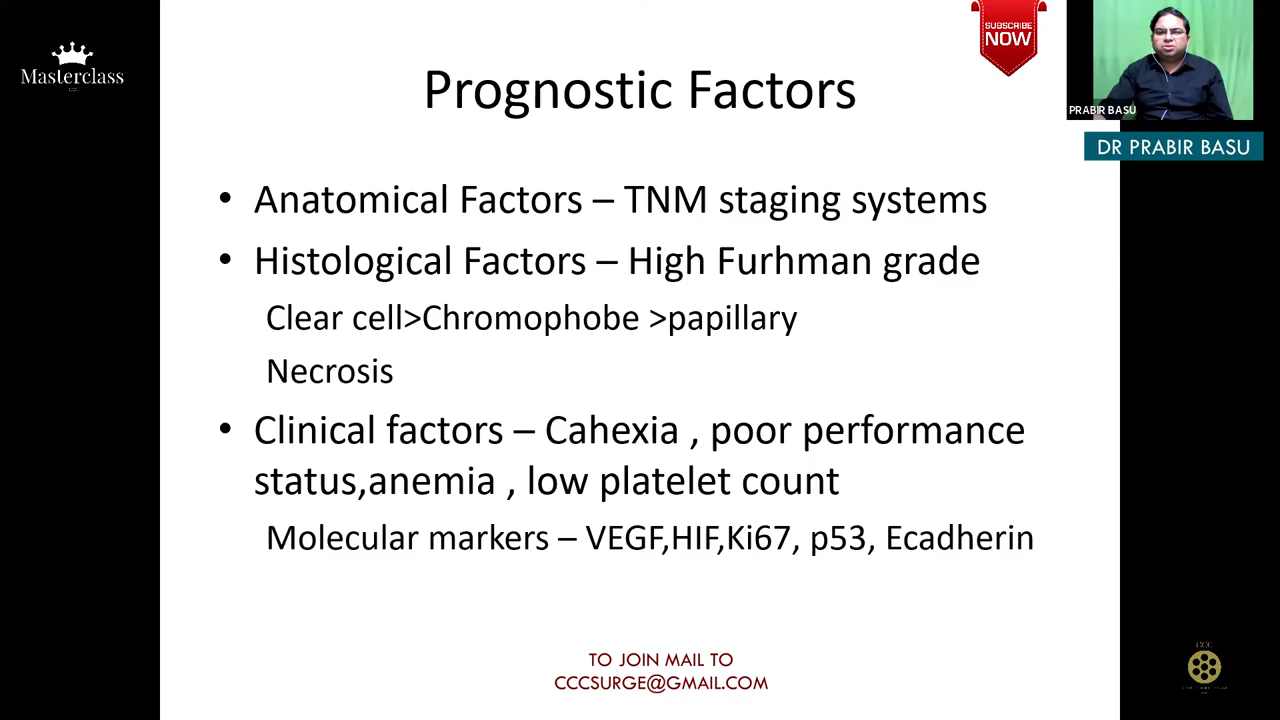 Masterclass
SUBSCRIBE
NOW
PRABIR BASU
DR PRABIR BASU
Prognostic Factors
• Anatomical Factors – TNM staging systems
• Histological Factors – High Furhman grade
Clear cell>Chromophobe >papillary
Necrosis
• Clinical factors – Cahexia , poor performance
status,anemia , low platelet count
Molecular markers – VEGF,HIF,Ki67, p53, Ecadherin
TO JOIN MAIL TO
CCCSURGE@GMAIL.COM
CCC